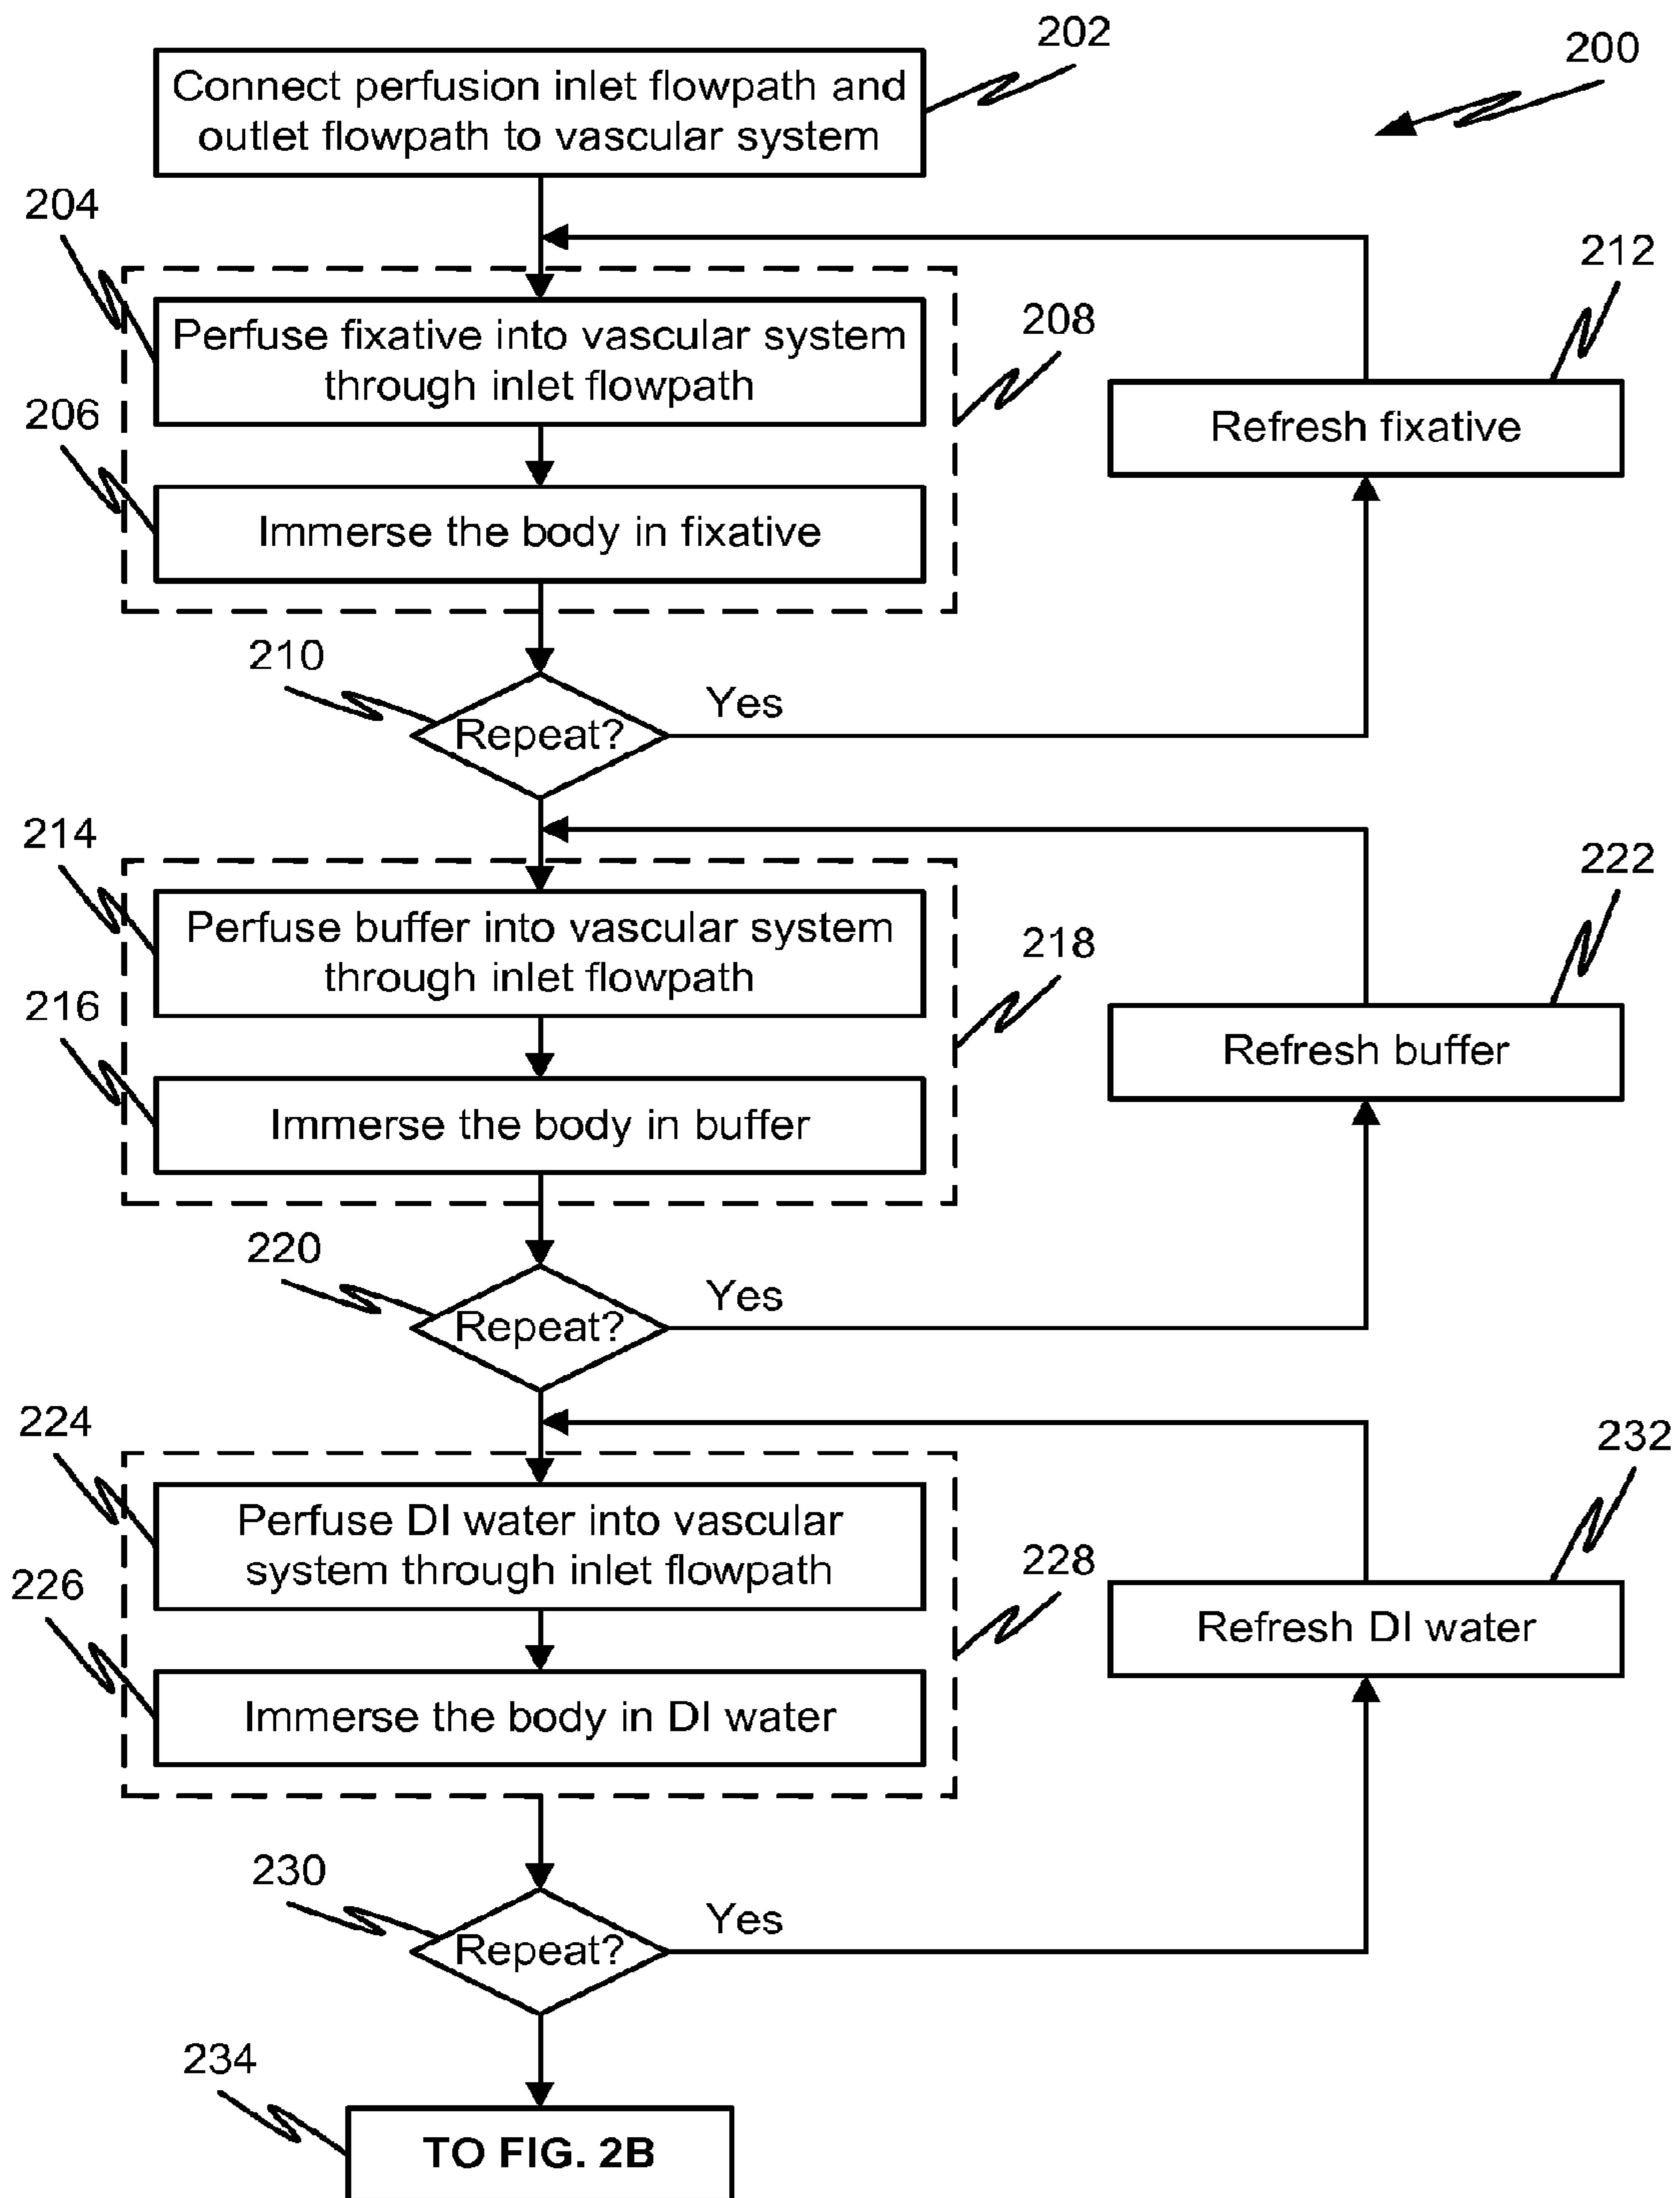 202
200
Connect perfusion inlet flowpath and
outlet flowpath to vascular system
204
212
208
Perfuse fixative into vascular system
through inlet flowpath
206
Refresh fixative
Immerse the body in fixative
210
Yes
Repeat?
214
222
218
Perfuse buffer into vascular system
through inlet flowpath
216
Refresh buffer
Immerse the body in buffer
220
Yes
Repeat?
224
232
Perfuse DI water into vascular
system through inlet flowpath
228
226
Refresh DI water
Immerse the body in DI water
230
Yes
Repeat?
234
TO FIG. 2B